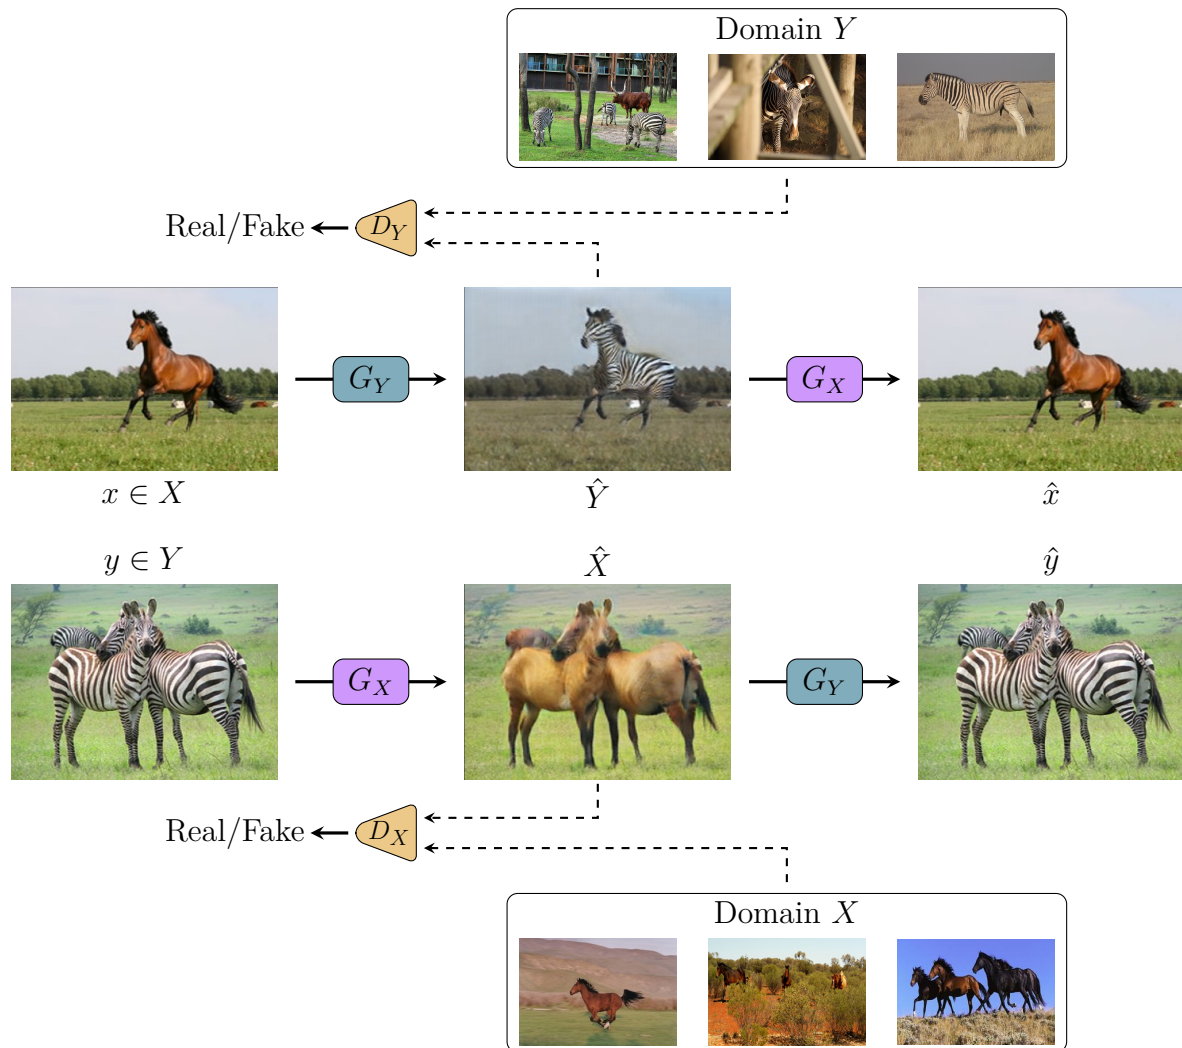 Domain Y
Real/Fake
D_Y
G_Y
G_X
x ∈ X
Ŷ
x̂
y ∈ Y
X̂
ŷ
G_X
G_Y
Real/Fake
D_X
Domain X